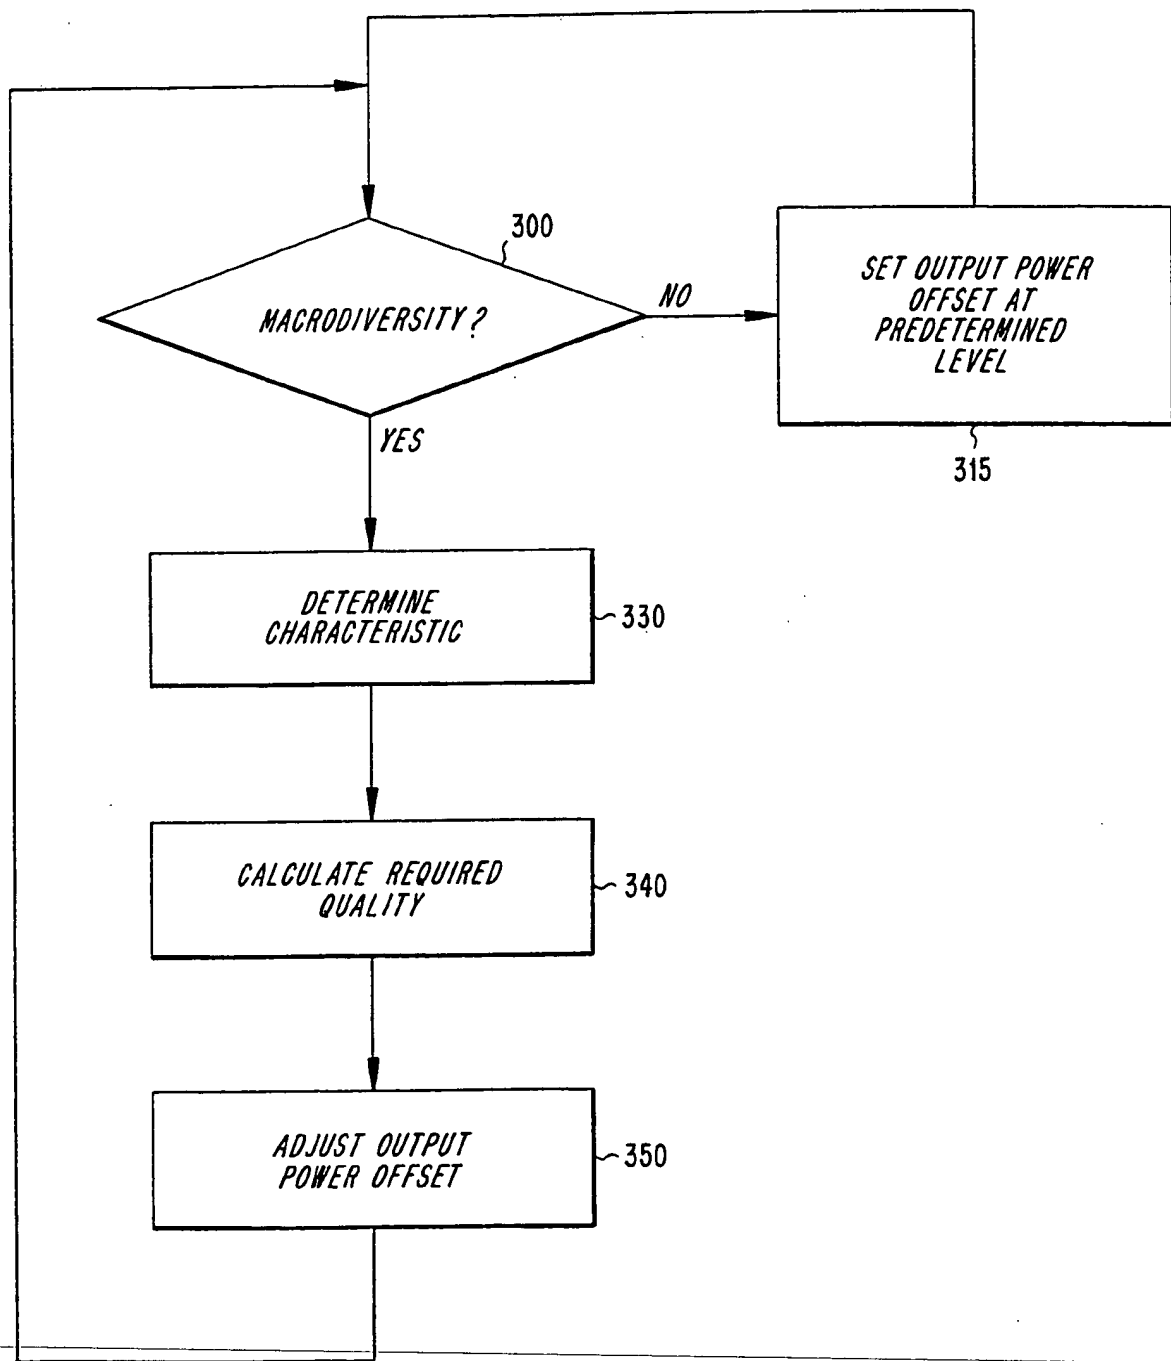 300
MACRODIVERSITY?
NO
SET OUTPUT POWER
OFFSET AT
PREDETERMINED
LEVEL
315
YES
DETERMINE
CHARACTERISTIC
330
CALCULATE REQUIRED
QUALITY
340
ADJUST OUTPUT
POWER OFFSET
350